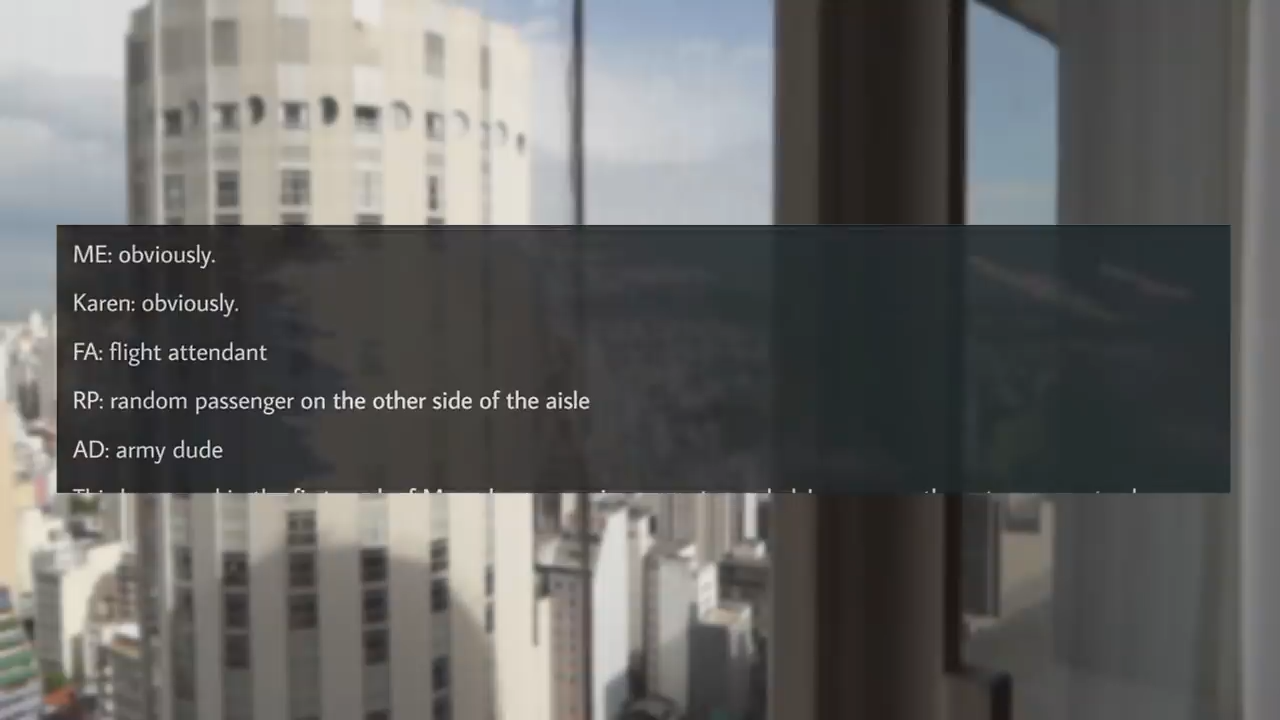 ME: obviously.
Karen: obviously.
FA: flight attendant
RP: random passenger on the other side of the aisle
AD: army dude